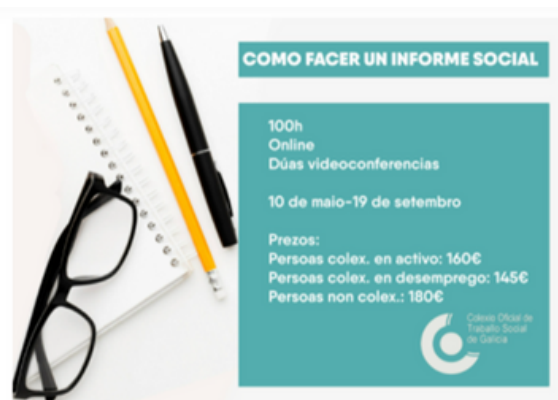 COMO FACER UN INFORME SOCIAL
100h
Online
Dúas videoconferencias
10 de maio-19 de setembro
Prezos:
Persoas colex. en activo: 160€
Persoas colex. en desemprego: 145€
Persoas non colex.: 180€
Colexio Oficial de
Traballo Social
de Galicia